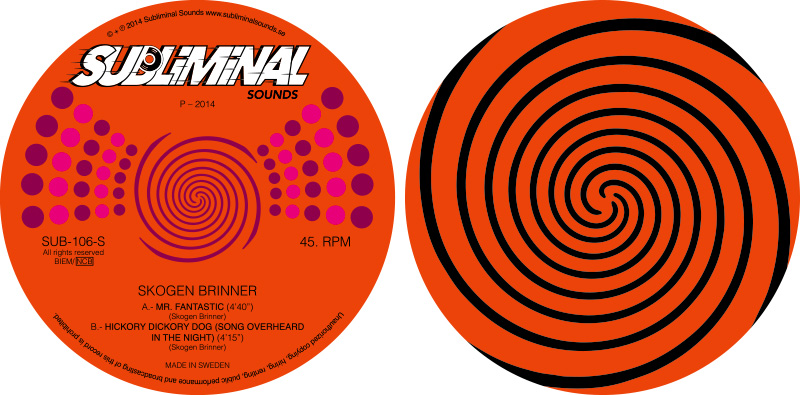 © + ℗ 2014 Subliminal Sounds www.subliminalsounds.se
SUBLIMINAL
SOUNDS
P – 2014
SUB-106-S
All rights reserved
BIEM/NCB
45. RPM
SKOGEN BRINNER
A.- MR. FANTASTIC (4'40")
(Skogen Brinner)
B.- HICKORY DICKORY DOG (SONG OVERHEARD
IN THE NIGHT) (4'15")
(Skogen Brinner)
MADE IN SWEDEN
Unauthorized copying, hiring, renting, public performance and broadcasting of this record is prohibited.